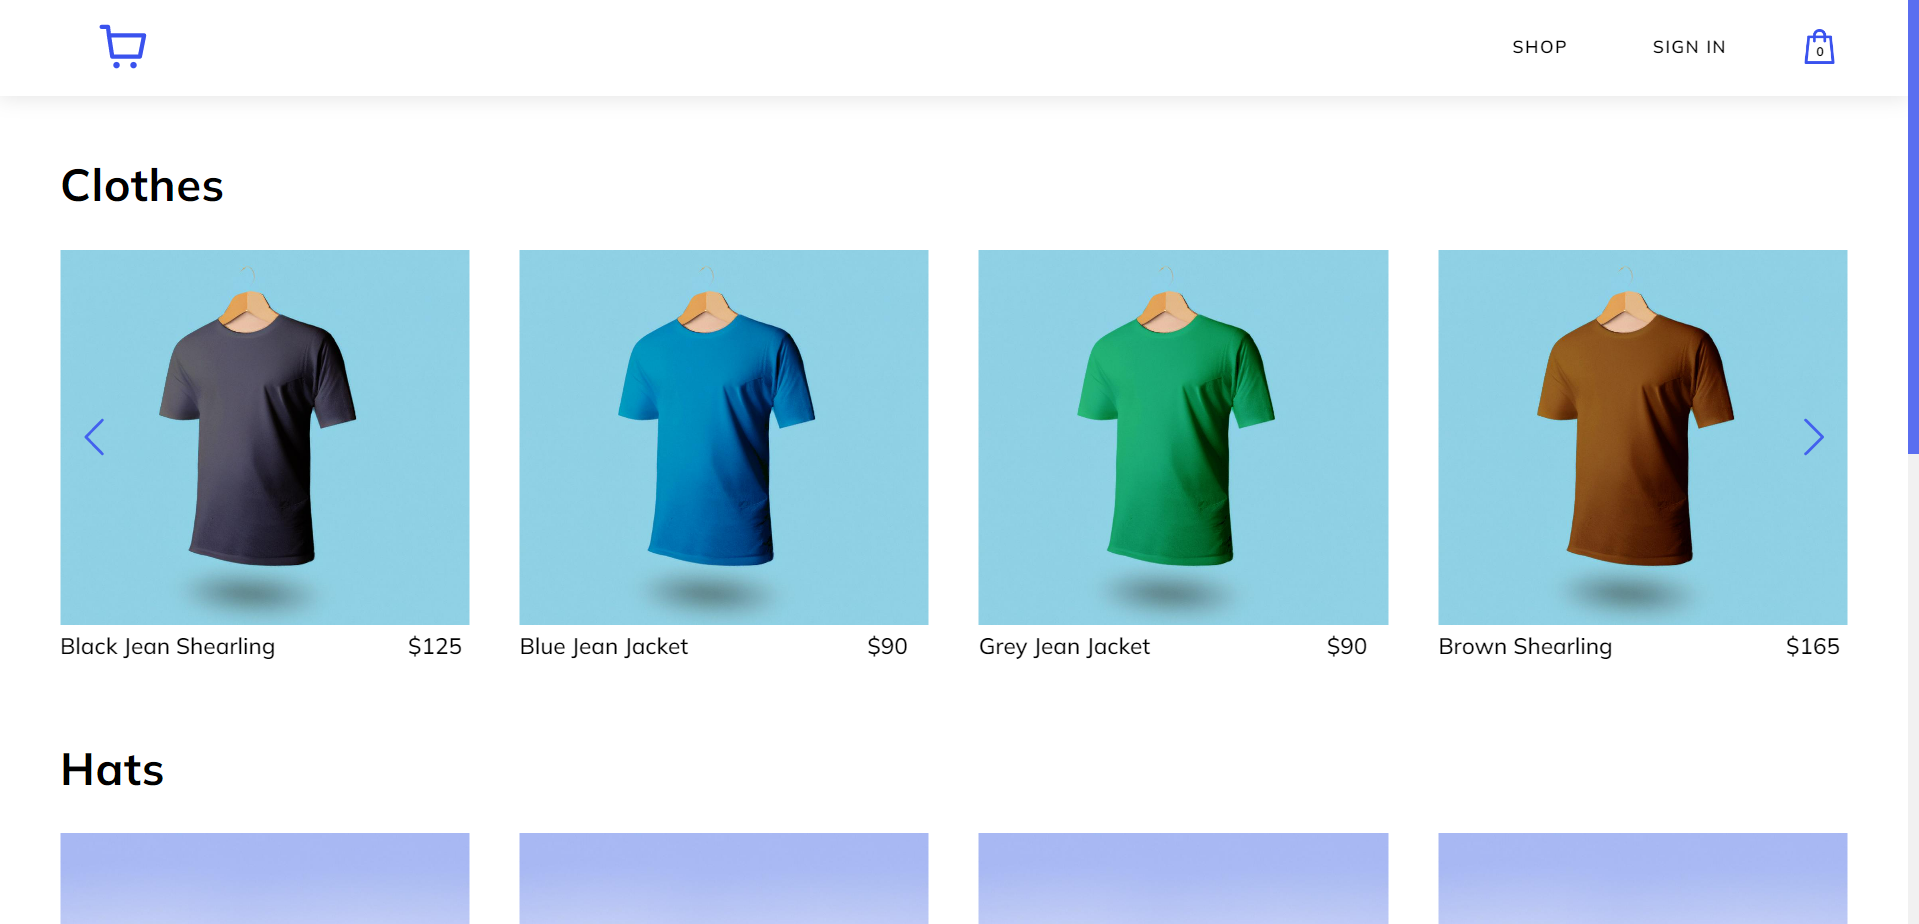 SHOP SIGN IN 0
Clothes
Black Jean Shearling $125 Blue Jean Jacket $90 Grey Jean Jacket $90 Brown Shearling $165
Hats